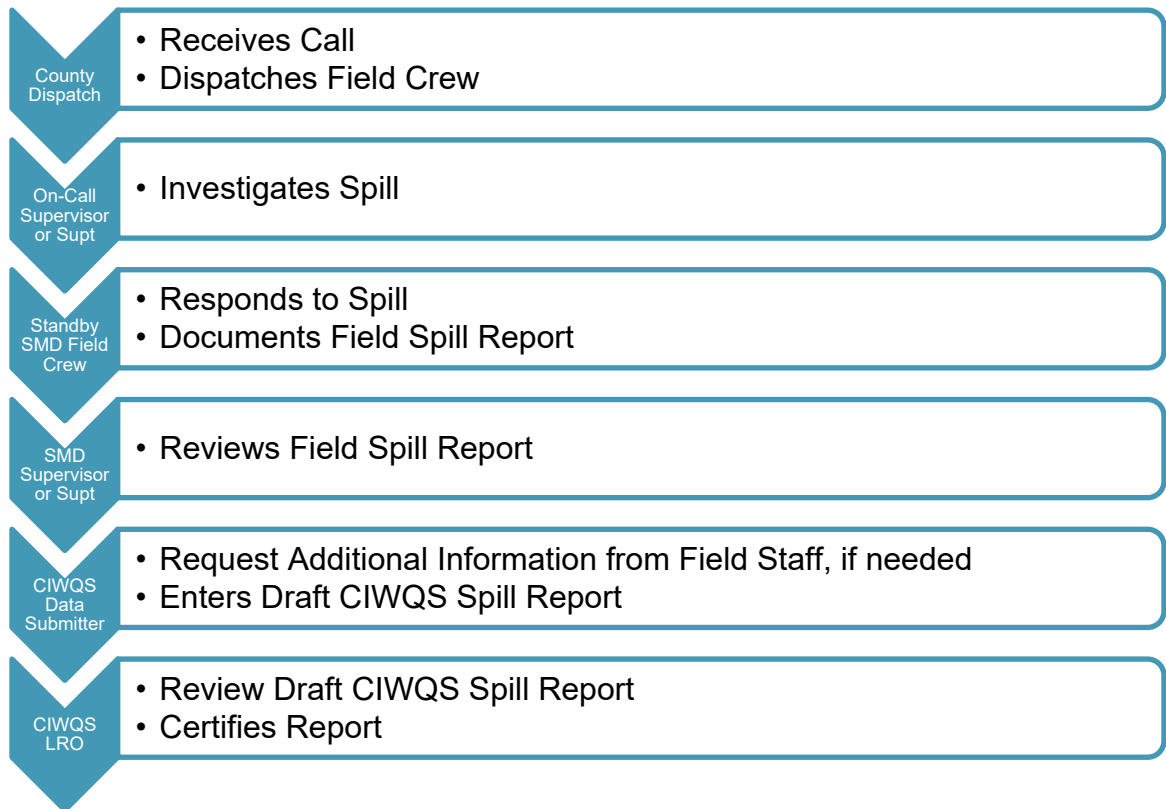 County
Dispatch
• Receives Call
• Dispatches Field Crew
On-Call
Supervisor
or Supt
• Investigates Spill
Standby
SMD Field
Crew
• Responds to Spill
• Documents Field Spill Report
SMD
Supervisor
or Supt
• Reviews Field Spill Report
CIWQS
Data
Submitter
• Request Additional Information from Field Staff, if needed
• Enters Draft CIWQS Spill Report
CIWQS
LRO
• Review Draft CIWQS Spill Report
• Certifies Report